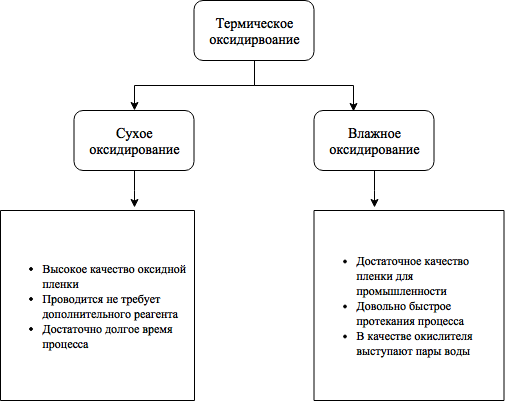 Термическое
оксидирвоание
Сухое
оксидирование
Влажное
оксидирование
• Высокое качество оксидной
пленки
• Проводится не требует
дополнительного реагента
• Достаточно долгое время
процесса
• Достаточное качество
пленки для
промышленности
• Довольно быстрое
протекания процесса
• В качестве окислителя
выступают пары воды